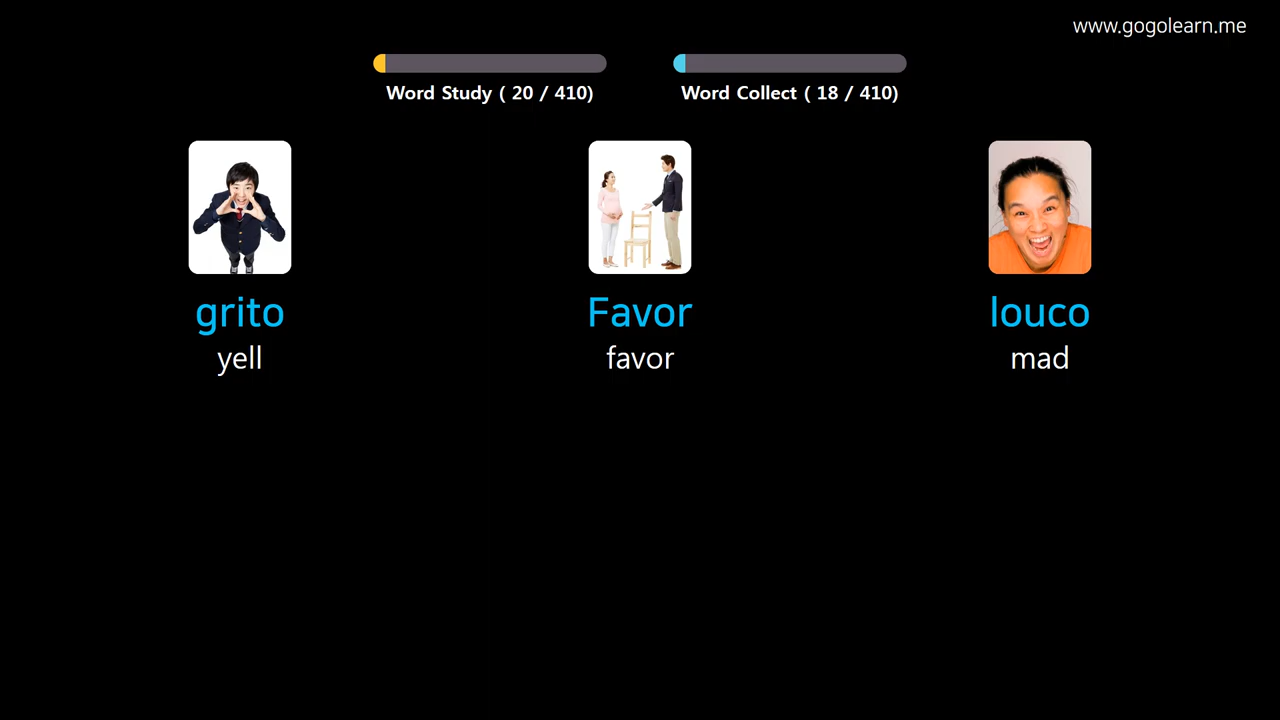 www.gogolearn.me
Word Study ( 20 / 410)
Word Collect ( 18 / 410)
grito
yell
Favor
favor
louco
mad